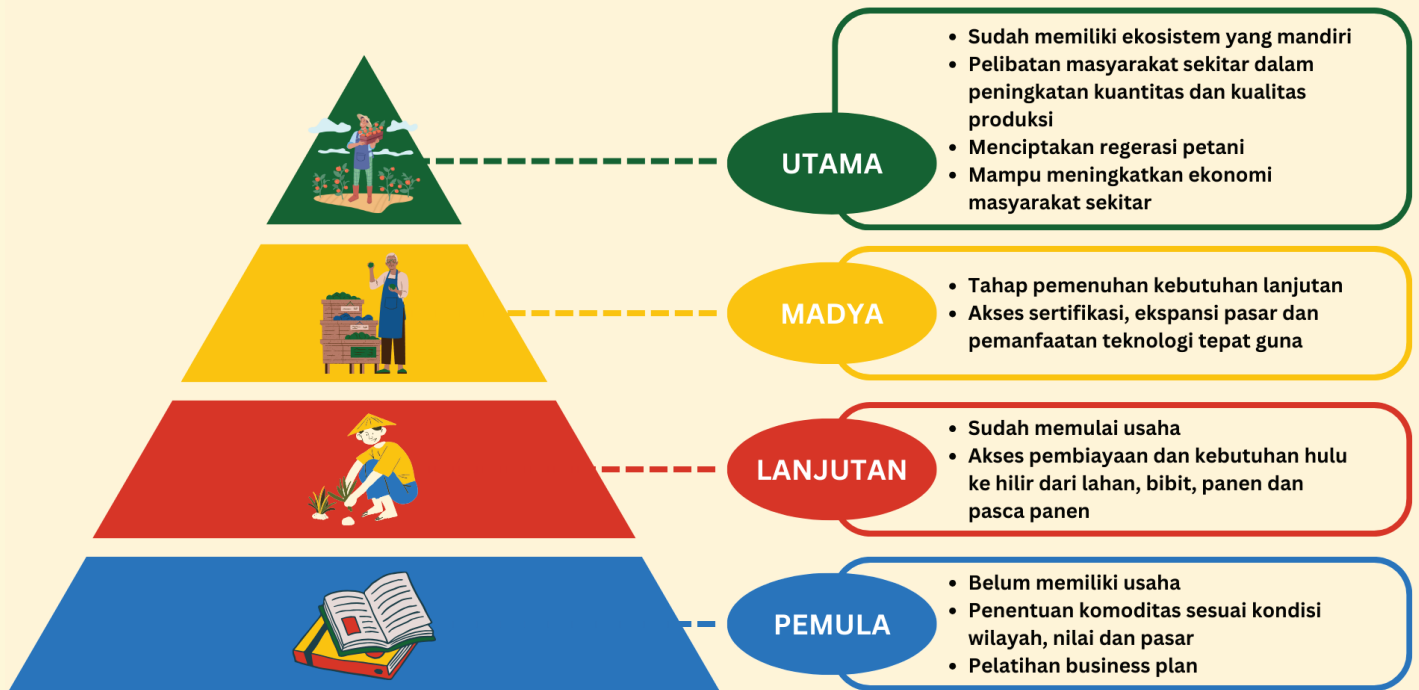 • Sudah memiliki ekosistem yang mandiri
• Pelibatan masyarakat sekitar dalam
peningkatan kuantitas dan kualitas
produksi
• Menciptakan regerasi petani
• Mampu meningkatkan ekonomi
masyarakat sekitar
UTAMA
• Tahap pemenuhan kebutuhan lanjutan
• Akses sertifikasi, ekspansi pasar dan
pemanfaatan teknologi tepat guna
MADYA
• Sudah memulai usaha
• Akses pembiayaan dan kebutuhan hulu
ke hilir dari lahan, bibit, panen dan
pasca panen
LANJUTAN
• Belum memiliki usaha
• Penentuan komoditas sesuai kondisi
wilayah, nilai dan pasar
• Pelatihan business plan
PEMULA